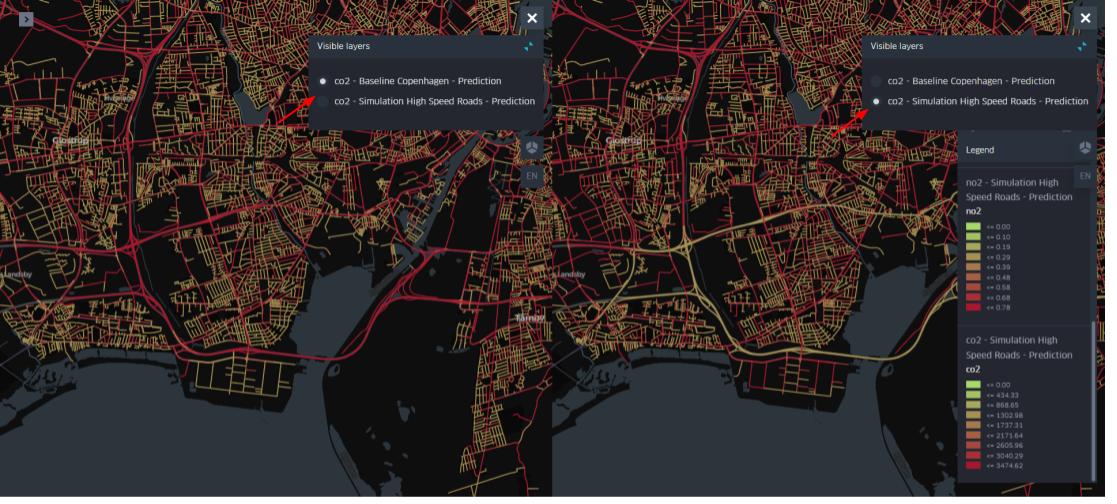 Visible layers
co2 - Baseline Copenhagen - Prediction
co2 - Simulation High Speed Roads - Prediction
Glostrup
EN
Landsby
Tårnby
Visible layers
co2 - Baseline Copenhagen - Prediction
co2 - Simulation High Speed Roads - Prediction
Glostrup
Landsby
Legend
EN
no2 - Simulation High
Speed Roads - Prediction
no2
<= 0.00
<= 0.10
<= 0.19
<= 0.29
<= 0.39
<= 0.48
<= 0.58
<= 0.68
<= 0.78
co2 - Simulation High
Speed Roads - Prediction
co2
<= 0.00
<= 434.33
<= 868.65
<= 1302.98
<= 1737.31
<= 2171.64
<= 2605.96
<= 3040.29
<= 3474.62